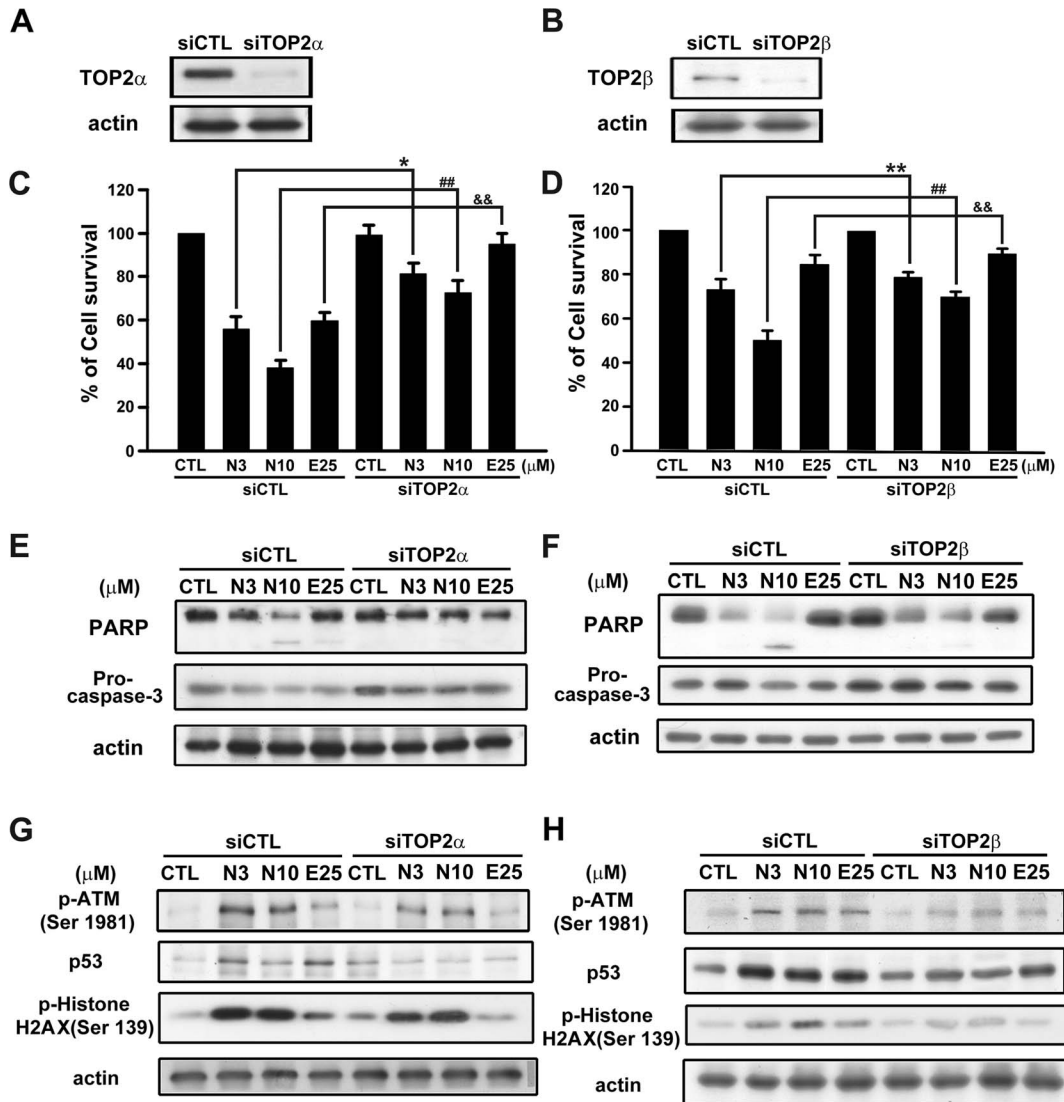 A
siCTL siTOP2α
TOP2α
actin
B
siCTL siTOP2β
TOP2β
actin
C
% of Cell survival
120
100
80
60
40
20
0
*
##
&&
CTL N3 N10 E25 CTL N3 N10 E25 (μM)
siCTL siTOP2α
D
% of Cell survival
120
100
80
60
40
20
0
**
##
&&
CTL N3 N10 E25 CTL N3 N10 E25 (μM)
siCTL siTOP2β
E
siCTL siTOP2α
(μM) CTL N3 N10 E25 CTL N3 N10 E25
PARP
Pro-
caspase-3
actin
F
siCTL siTOP2β
(μM) CTL N3 N10 E25 CTL N3 N10 E25
PARP
Pro-
caspase-3
actin
G
siCTL siTOP2α
(μM) CTL N3 N10 E25 CTL N3 N10 E25
p-ATM
(Ser 1981)
p53
p-Histone
H2AX(Ser 139)
actin
H
siCTL siTOP2β
(μM) CTL N3 N10 E25 CTL N3 N10 E25
p-ATM
(Ser 1981)
p53
p-Histone
H2AX(Ser 139)
actin